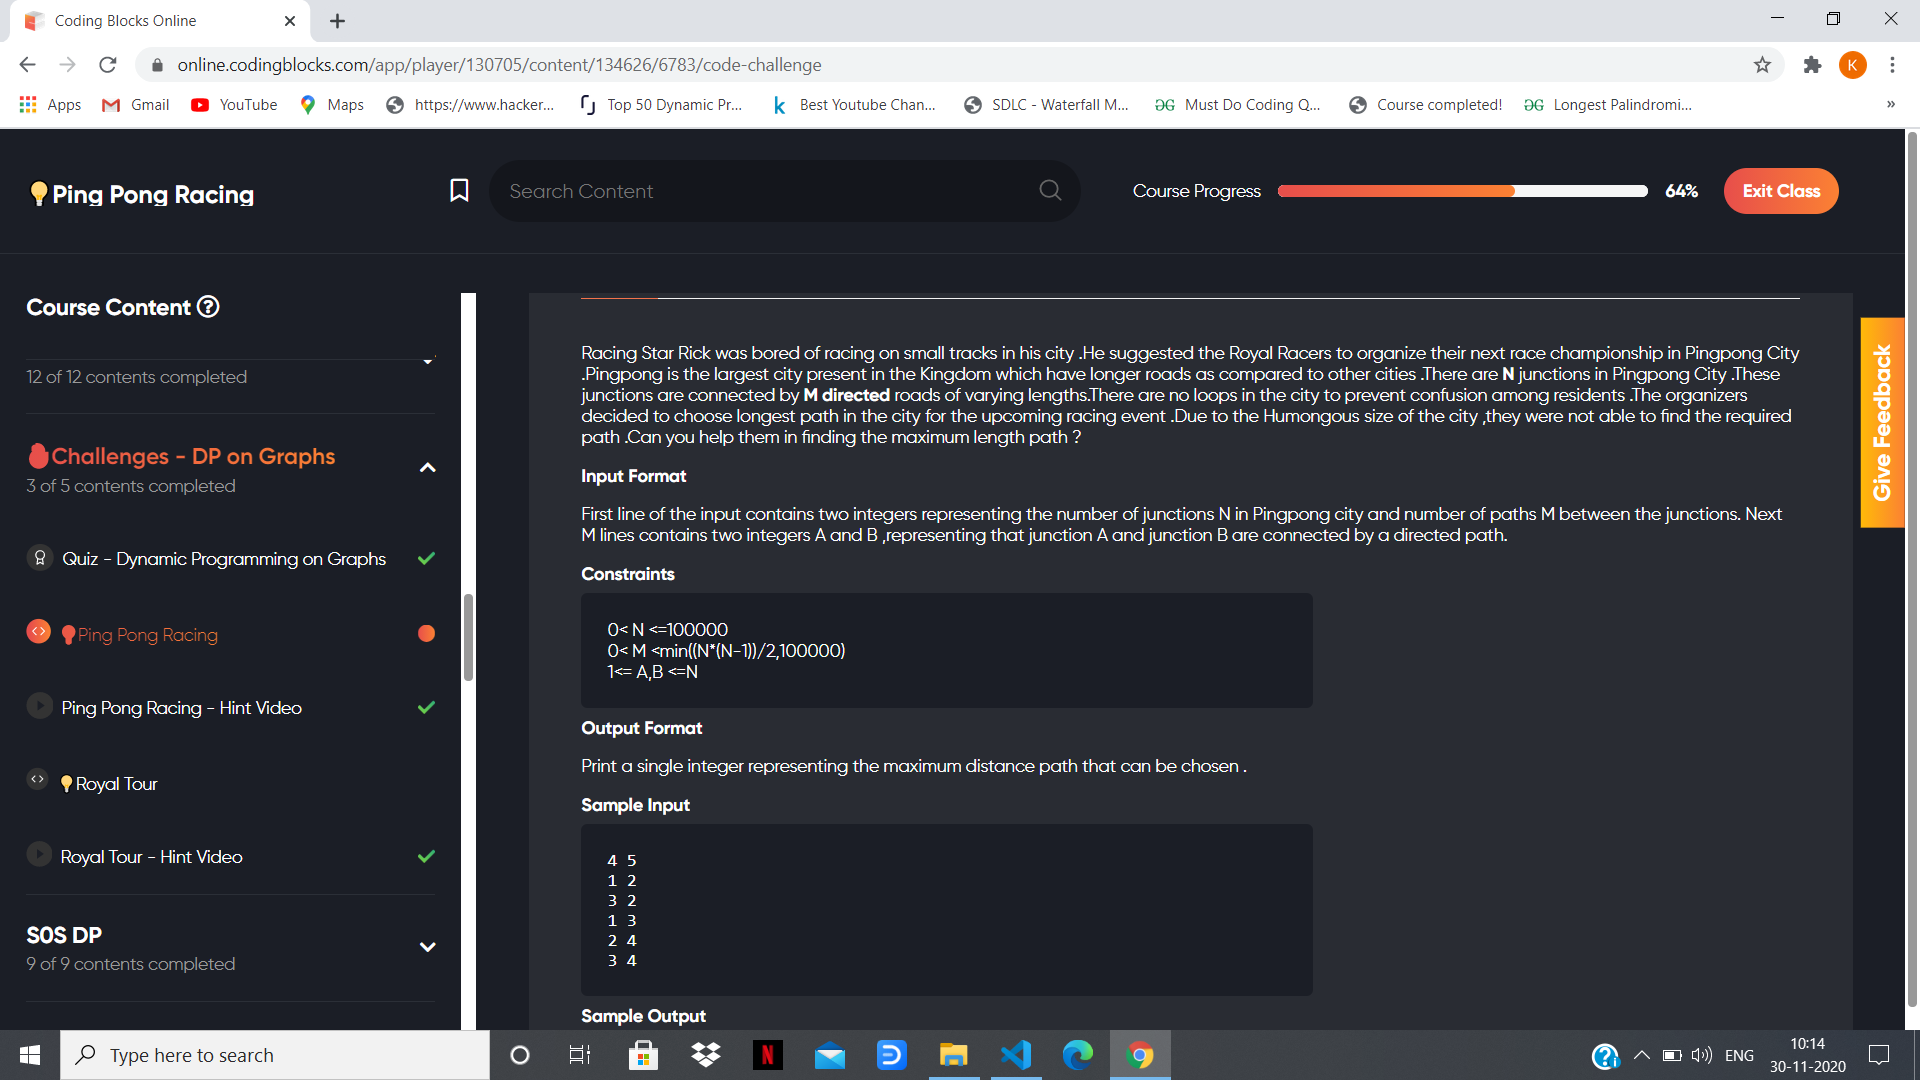 Coding Blocks Online
online.codingblocks.com/app/player/130705/content/134626/6783/code-challenge
K
Apps
Gmail
YouTube
Maps
https://www.hacker...
Top 50 Dynamic Pr...
Best Youtube Chan...
SDLC - Waterfall M...
Must Do Coding Q...
Course completed!
Longest Palindromi...
»
Ping Pong Racing
Search Content
Course Progress
64%
Exit Class
Course Content
12 of 12 contents completed
Challenges - DP on Graphs
3 of 5 contents completed
Quiz - Dynamic Programming on Graphs
Ping Pong Racing
Ping Pong Racing - Hint Video
Royal Tour
Royal Tour - Hint Video
SOS DP
9 of 9 contents completed
Racing Star Rick was bored of racing on small tracks in his city .He suggested the Royal Racers to organize their next race championship in Pingpong City
.Pingpong is the largest city present in the Kingdom which have longer roads as compared to other cities .There are N junctions in Pingpong City .These
junctions are connected by M directed roads of varying lengths.There are no loops in the city to prevent confusion among residents .The organizers
decided to choose longest path in the city for the upcoming racing event .Due to the Humongous size of the city ,they were not able to find the required
path .Can you help them in finding the maximum length path ?
Input Format
First line of the input contains two integers representing the number of junctions N in Pingpong city and number of paths M between the junctions. Next
M lines contains two integers A and B ,representing that junction A and junction B are connected by a directed path.
Constraints
0< N <=100000
0< M <min((N*(N-1))/2,100000)
1<= A,B <=N
Output Format
Print a single integer representing the maximum distance path that can be chosen .
Sample Input
4 5
1 2
3 2
1 3
2 4
3 4
Sample Output
Give Feedback
Type here to search
ENG
10:14
30-11-2020